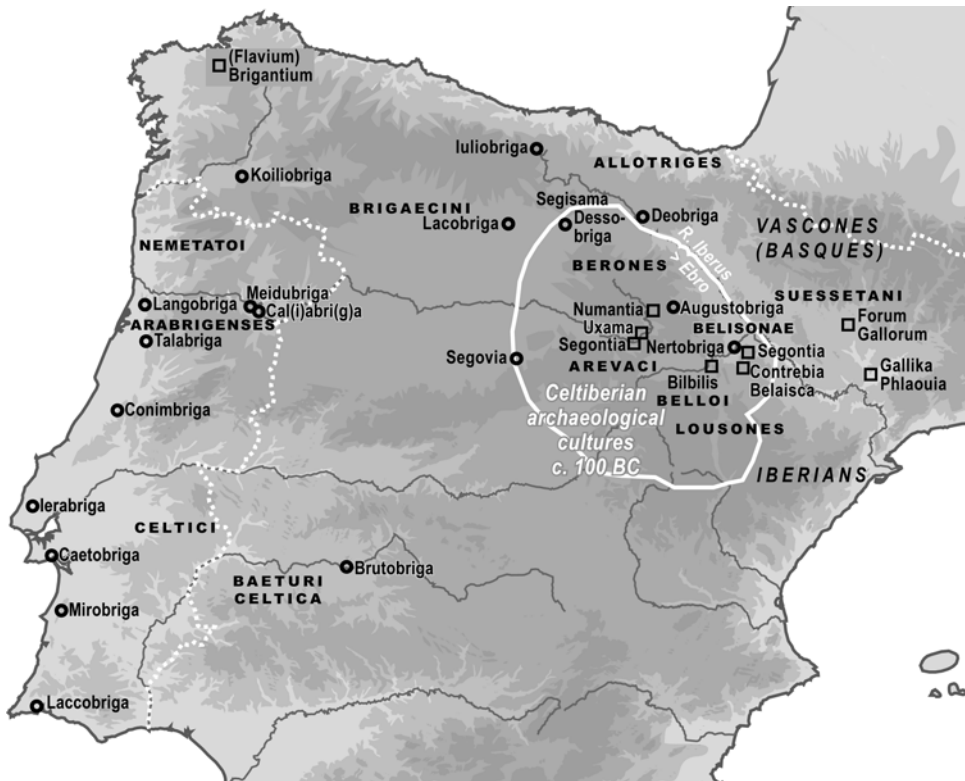 (Flavium)
Brigantium
Iuliobriga
ALLOTRIGES
Koiliobriga
Segisama
BRIGAECINI
Lacobriga
Desso-
briga
Deobriga
VASCONES
(BASQUES)
NEMETATOI
R. Iberus
> Ebro
BERONES
SUESSETANI
Langobriga
Meidubriga
Cal(i)abri(g)a
ARABRIGENSES
Talabriga
Numantia
Augustobriga
Uxama
BELISONAE
Forum
Gallorum
Segontia
Nertobriga
Segontia
Segovia
AREVACI
Contrebia
Belaisca
Gallika
Phlaouia
Bilbilis
BELLOI
Celtiberian
archaeological
cultures
c. 100 BC
Conimbriga
LOUSONES
IBERIANS
Ierabriga
CELTICI
Caetobriga
Brutobriga
BAETURI
CELTICA
Mirobriga
Laccobriga